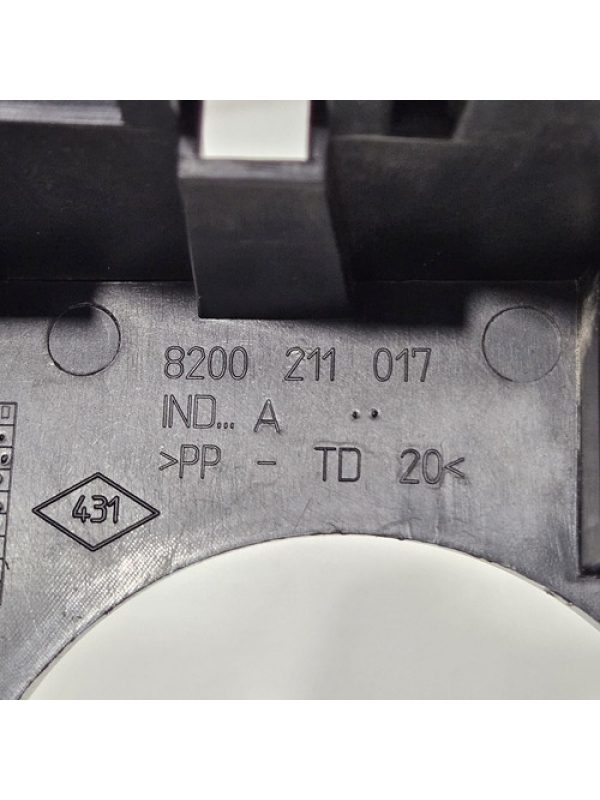 8200 211 017
IND... A ..
>PP - TD 20<
431